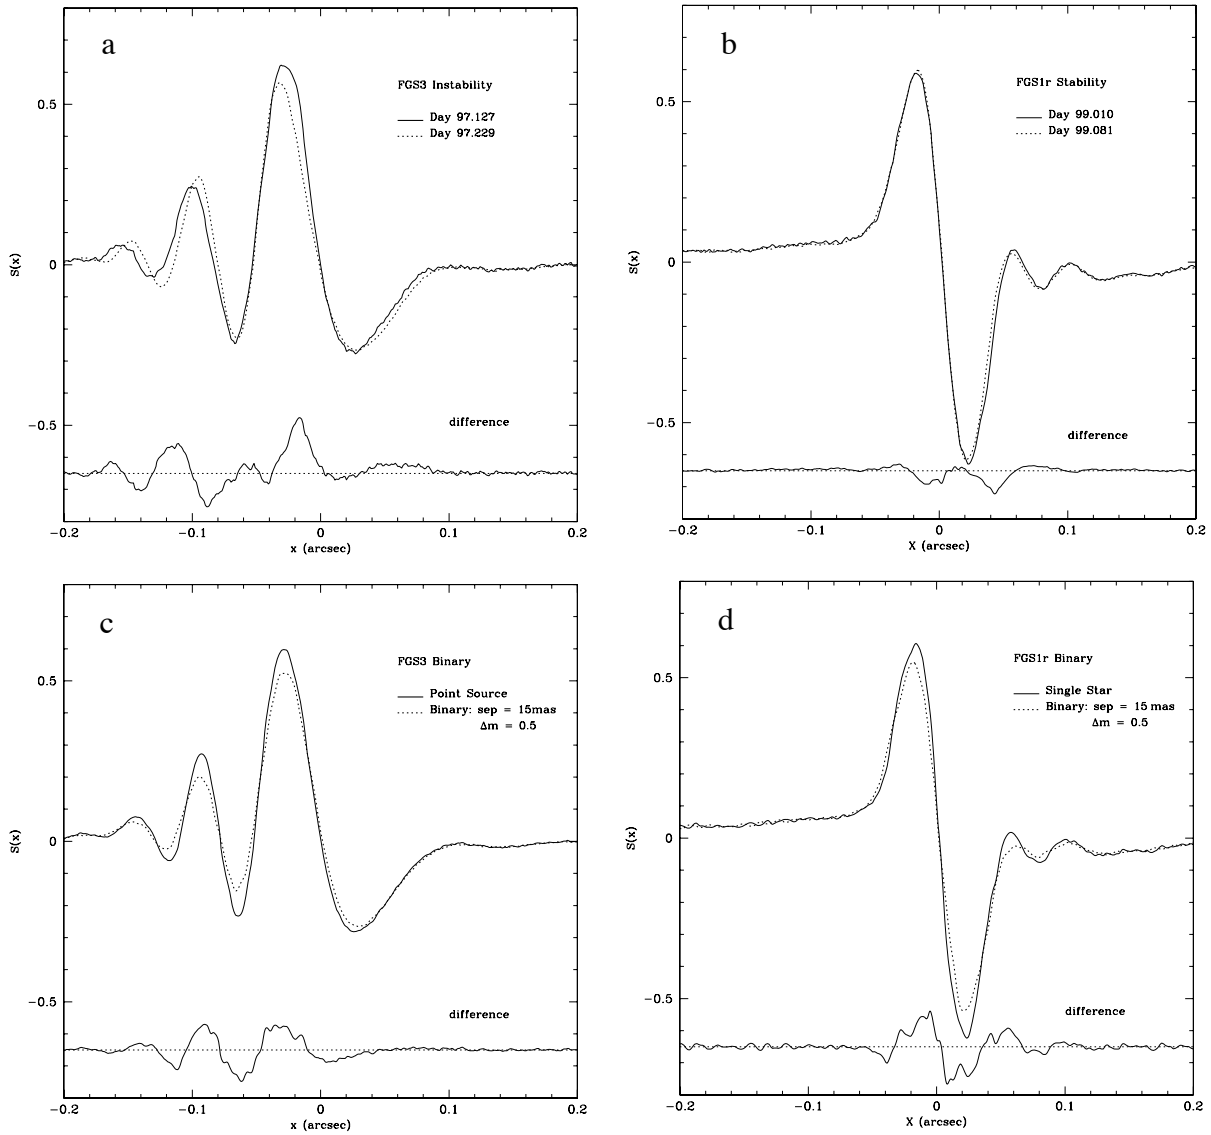 a
FGS3 Instability
Day 97.127
Day 97.229
0.5
0
-0.5
S(x)
difference
-0.2
-0.1
0
0.1
0.2
x (arcsec)
b
FGS1r Stability
Day 99.010
Day 99.081
0.5
0
-0.5
S(x)
difference
-0.2
-0.1
0
0.1
0.2
X (arcsec)
c
FGS3 Binary
Point Source
Binary: sep = 15mas
Δm = 0.5
0.5
0
-0.5
S(x)
difference
-0.2
-0.1
0
0.1
0.2
x (arcsec)
d
FGS1r Binary
Single Star
Binary: sep = 15 mas
Δm = 0.5
0.5
0
-0.5
S(x)
difference
-0.2
-0.1
0
0.1
0.2
X (arcsec)